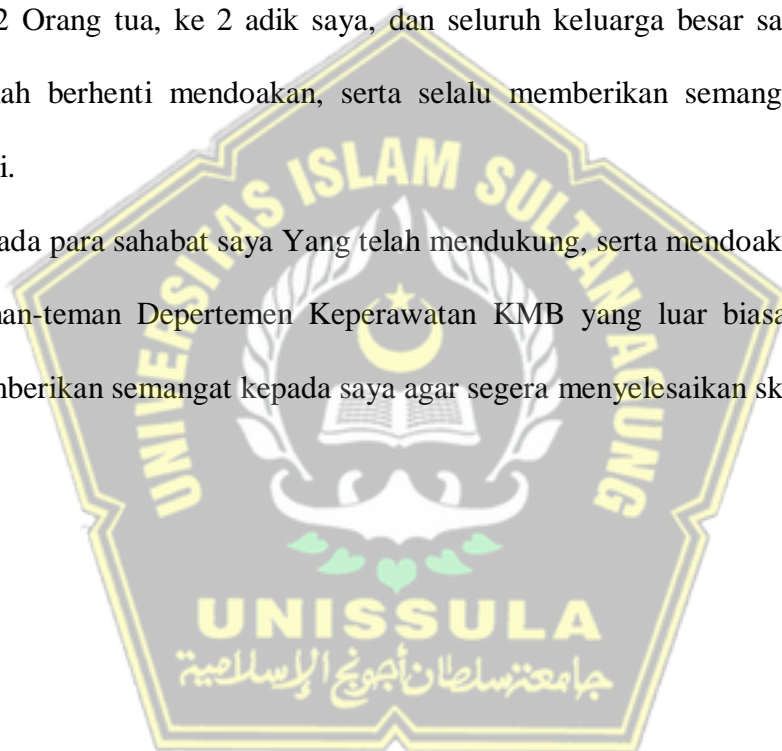 2 Orang tua, ke 2 adik saya, dan seluruh keluarga besar sa
ah berhenti mendoakan, serta selalu memberikan semang
i.
ada para sahabat saya Yang telah mendukung, serta mendoak
an-teman Depertemen Keperawatan KMB yang luar biasa
berikan semangat kepada saya agar segera menyelesaikan sk
UNIVERSITAS ISLAM SULTAN AGUNG
UNISSULA
جامعة سلطان أجونج الإسلامية